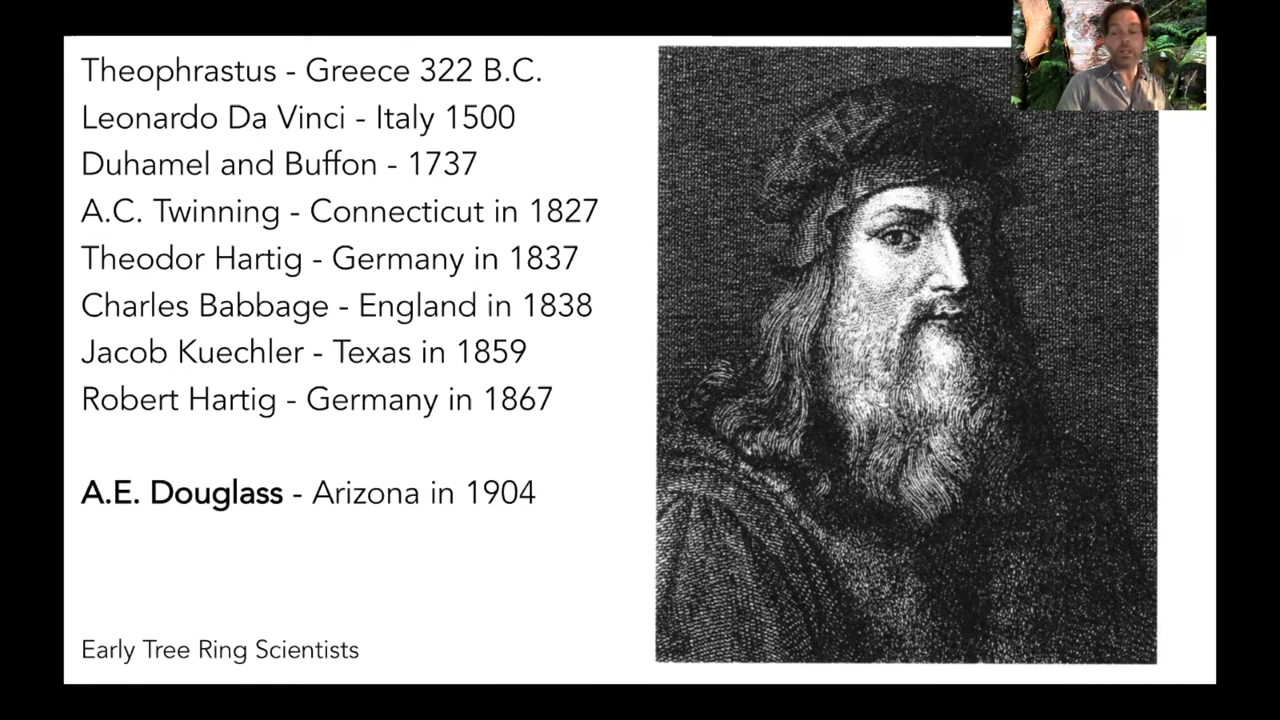 Theophrastus - Greece 322 B.C.
Leonardo Da Vinci - Italy 1500
Duhamel and Buffon - 1737
A.C. Twinning - Connecticut in 1827
Theodor Hartig - Germany in 1837
Charles Babbage - England in 1838
Jacob Kuechler - Texas in 1859
Robert Hartig - Germany in 1867
A.E. Douglass - Arizona in 1904
Early Tree Ring Scientists